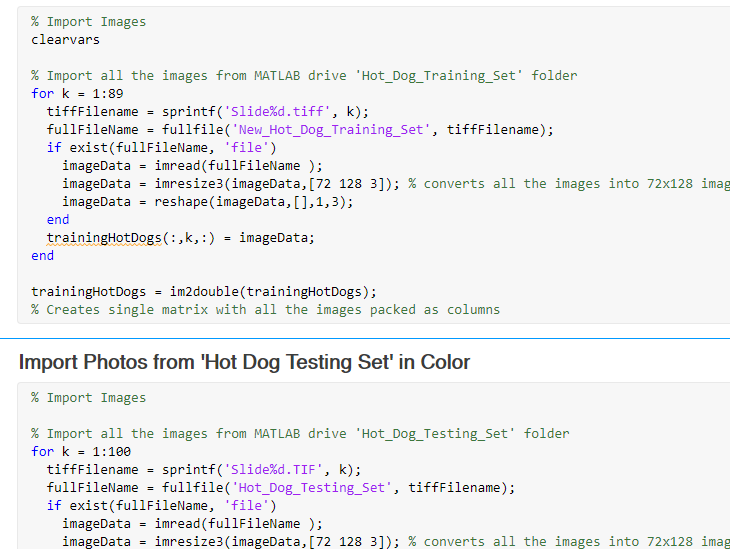 % Import Images
clearvars
% Import all the images from MATLAB drive 'Hot_Dog_Training_Set' folder
for k = 1:89
tiffFilename = sprintf('Slide%d.tiff', k);
fullFileName = fullfile('New_Hot_Dog_Training_Set', tiffFilename);
if exist(fullFileName, 'file')
imageData = imread(fullFileName );
imageData = imresize3(imageData,[72 128 3]); % converts all the images into 72x128 imag
imageData = reshape(imageData,[],1,3);
end
trainingHotDogs(:,k,:) = imageData;
end
trainingHotDogs = im2double(trainingHotDogs);
% Creates single matrix with all the images packed as columns
Import Photos from 'Hot Dog Testing Set' in Color
% Import Images
% Import all the images from MATLAB drive 'Hot_Dog_Testing_Set' folder
for k = 1:100
tiffFilename = sprintf('Slide%d.TIF', k);
fullFileName = fullfile('Hot_Dog_Testing_Set', tiffFilename);
if exist(fullFileName, 'file')
imageData = imread(fullFileName );
imageData = imresize3(imageData,[72 128 3]); % converts all the images into 72x128 imag